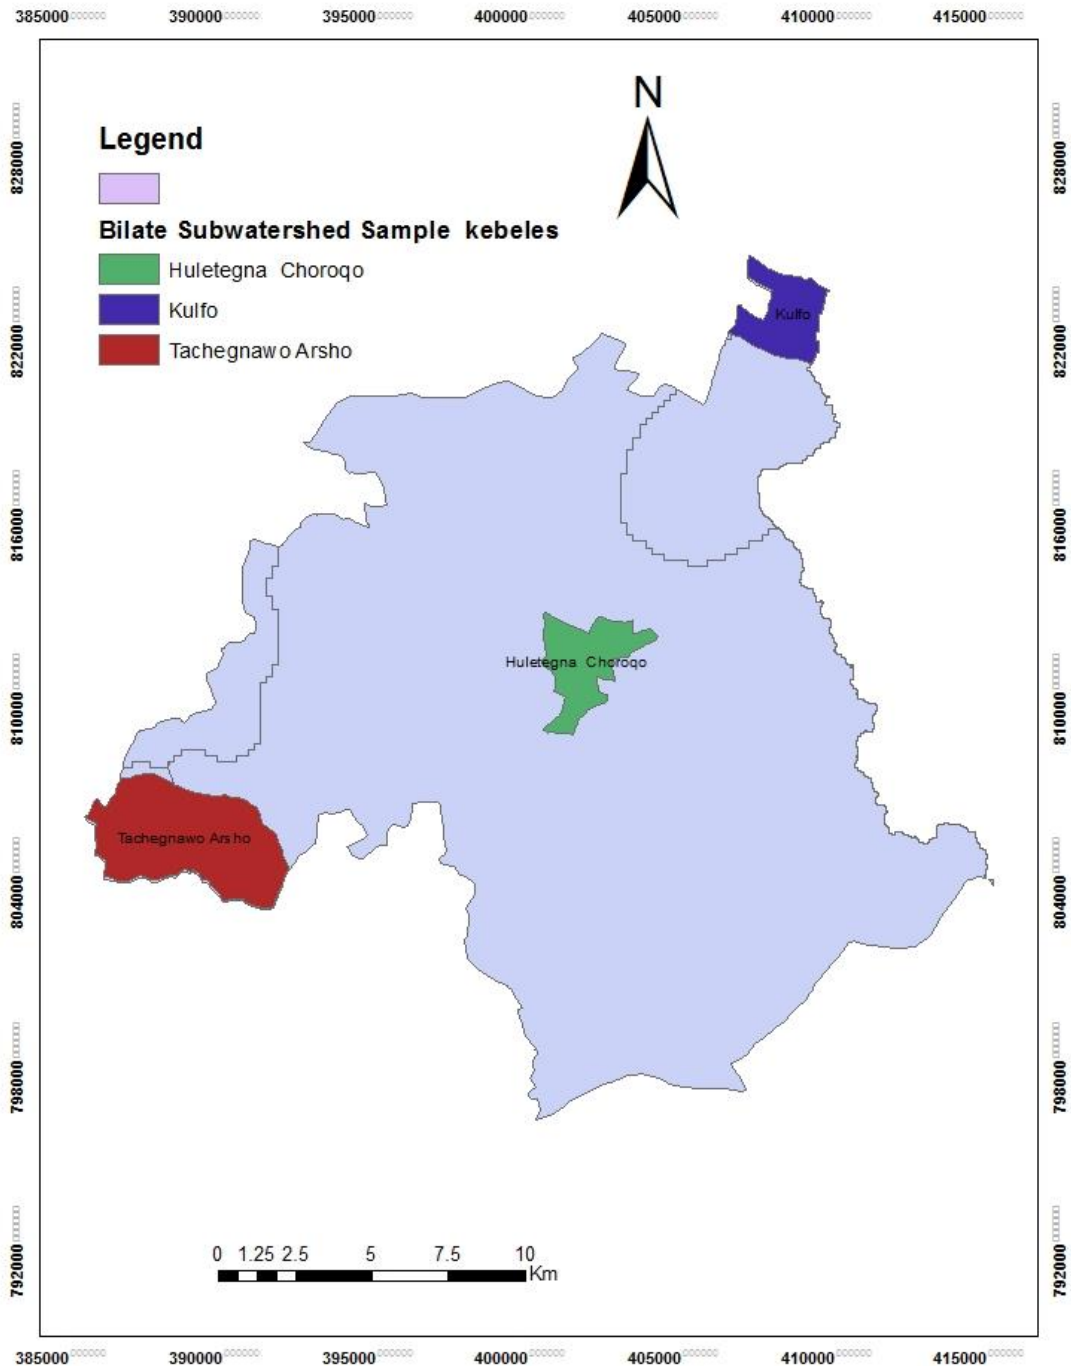 385000 390000 395000 400000 405000 410000 415000
N
Legend
Bilate Subwatershed Sample kebeles
Huletegna Choroqo
Kulfo
Tachegnawo Arsho
828000
822000
816000
810000
804000
798000
792000
828000
822000
816000
810000
804000
798000
792000
Kulfo
Huletegna Choroqo
Tachegnawo Arsho
0 1.25 2.5 5 7.5 10
Km
385000 390000 395000 400000 405000 410000 415000